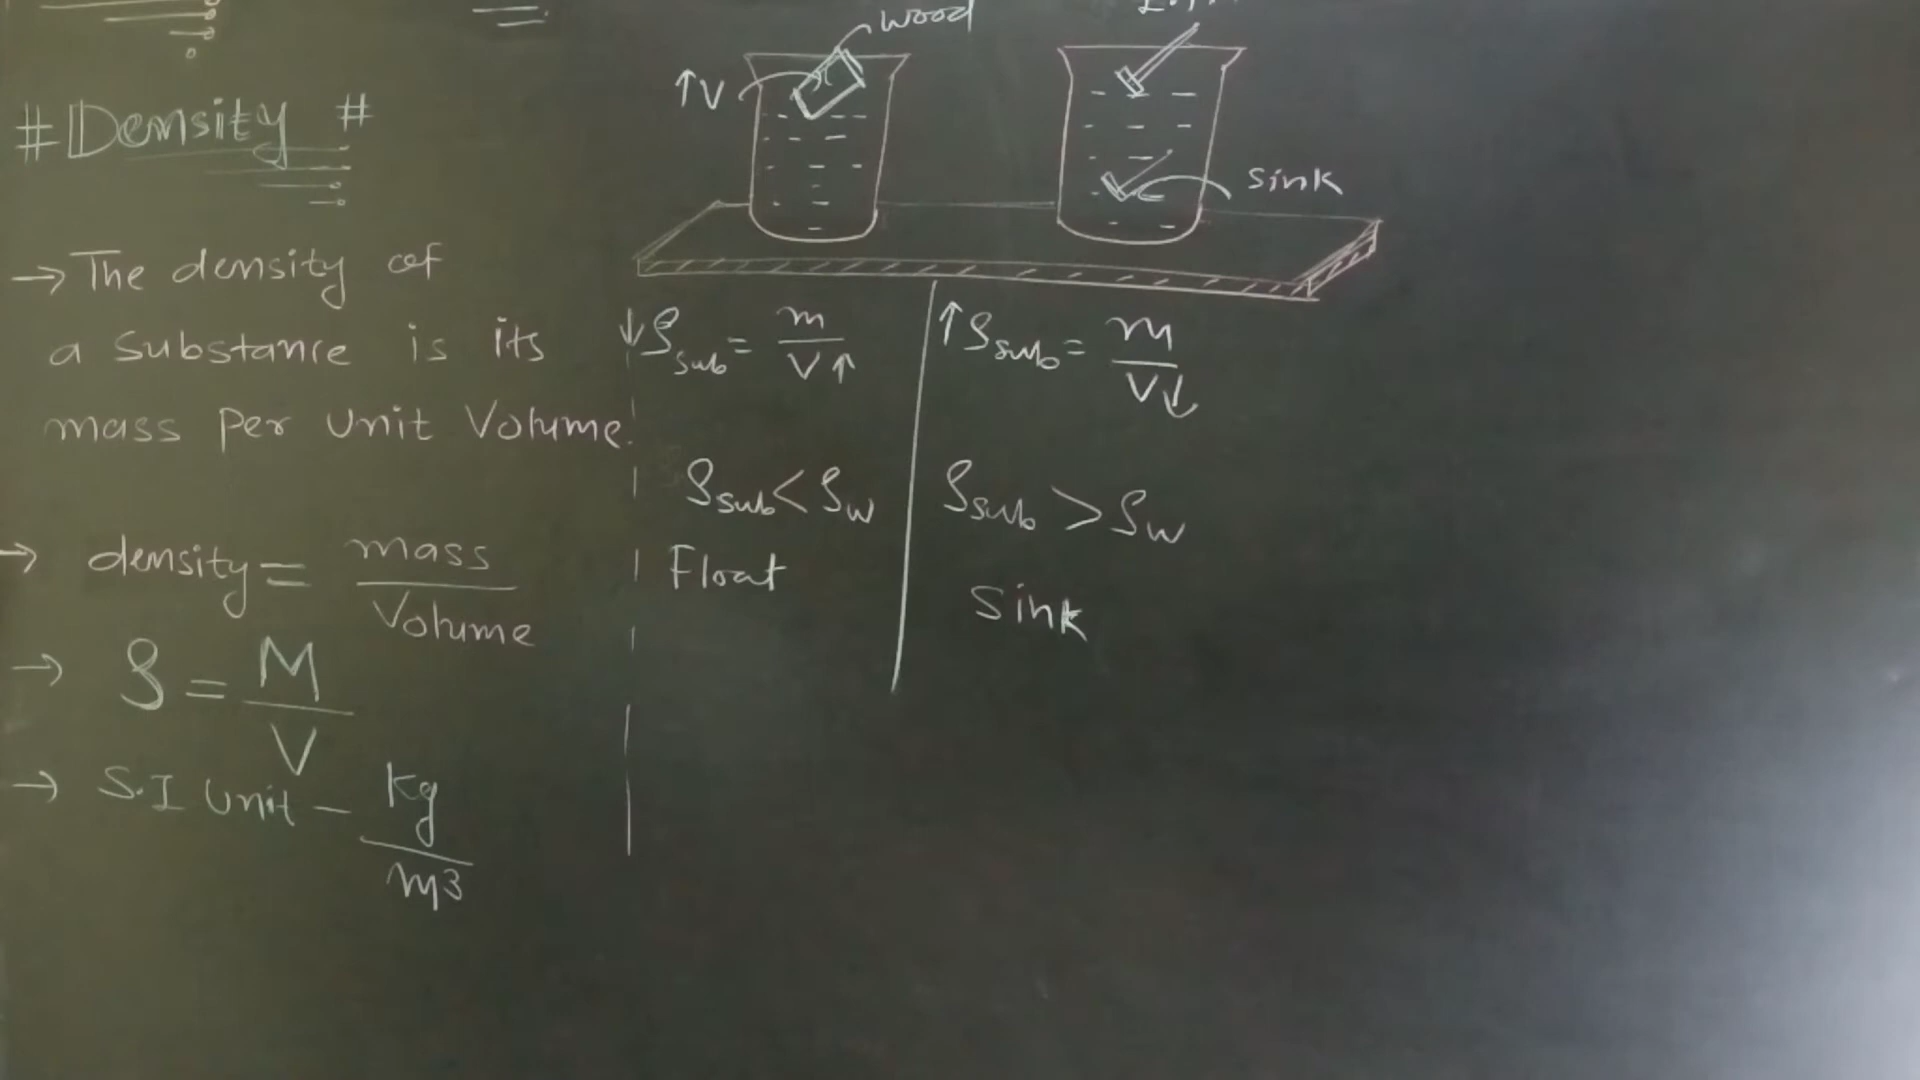 # Density #
→ The density of
a substance is its
mass per unit Volume.
→ density = mass / Volume
→ ρ = M / V
→ S.I Unit – kg / m³
wood
↑V
sink
↓ρsub = m / V↑
ρsub < ρw
Float
↑ρsub = m / V↓
ρsub > ρw
Sink